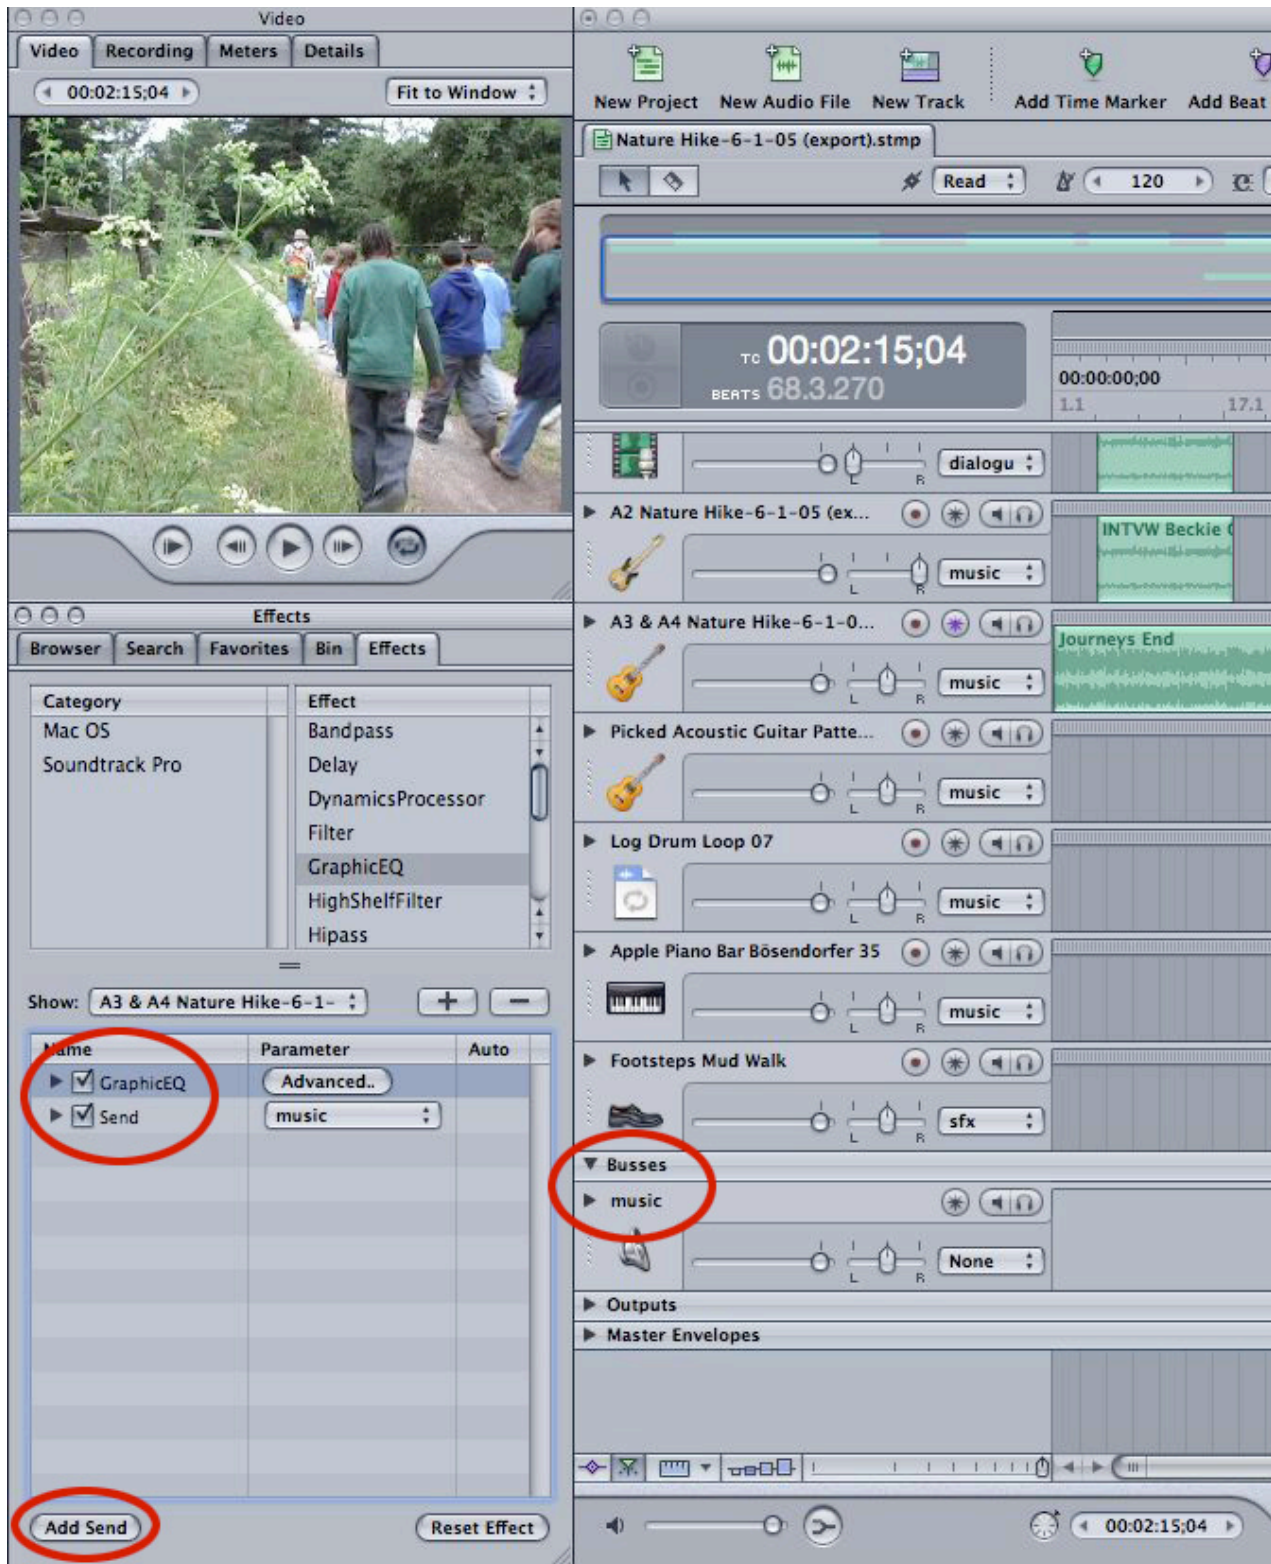 Video
Video Recording Meters Details
00:02:15;04 Fit to Window
Effects
Browser Search Favorites Bin Effects
Category Effect
Mac OS Bandpass
Soundtrack Pro Delay
DynamicsProcessor
Filter
GraphicEQ
HighShelfFilter
Hipass
Show: A3 & A4 Nature Hike-6-1-
Name Parameter Auto
GraphicEQ Advanced..
Send music
Add Send Reset Effect
New Project New Audio File New Track Add Time Marker Add Beat
Nature Hike-6-1-05 (export).stmp
Read 120
TC 00:02:15;04
BEATS 68.3.270
00:00:00;00
1.1 17.1
L R dialogu
A2 Nature Hike-6-1-05 (ex... INTVW Beckie
L R music
A3 & A4 Nature Hike-6-1-0... Journeys End
L R music
Picked Acoustic Guitar Patte...
L R music
Log Drum Loop 07
L R music
Apple Piano Bar Bösendorfer 35
L R music
Footsteps Mud Walk
L R sfx
Busses
music
L R None
Outputs
Master Envelopes
00:02:15;04